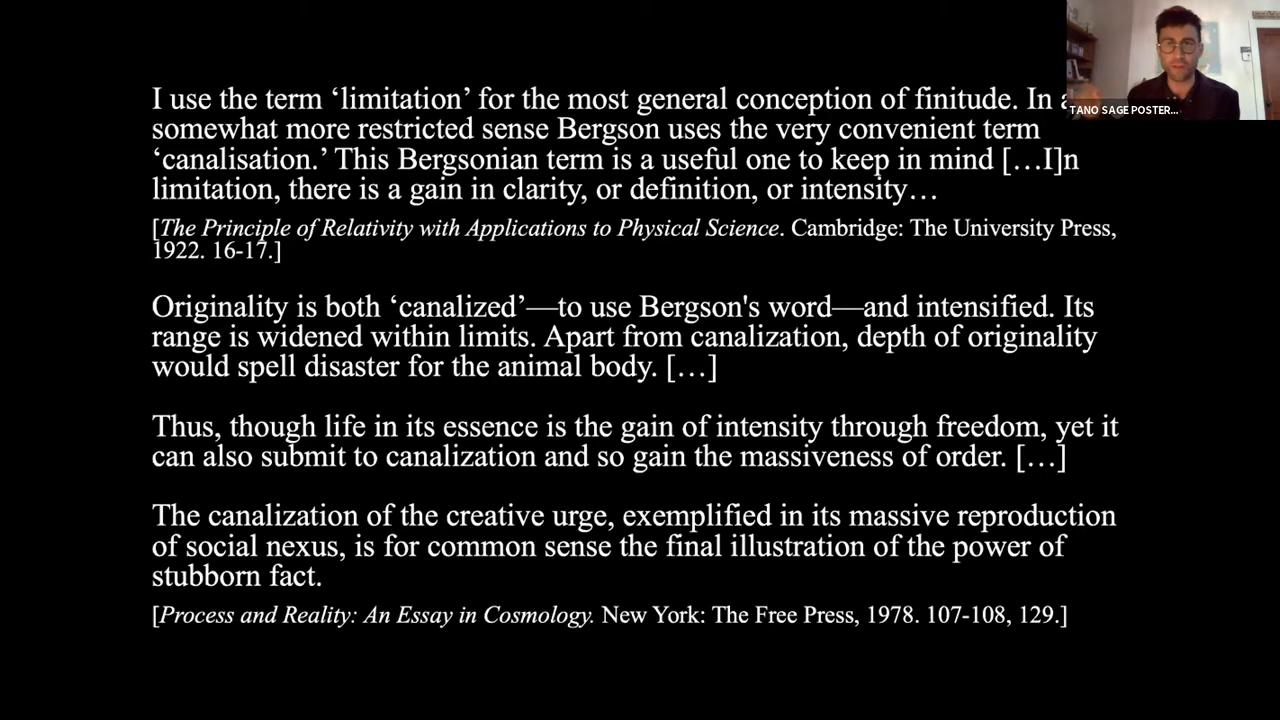 I use the term ‘limitation’ for the most general conception of finitude. In a
somewhat more restricted sense Bergson uses the very convenient term
‘canalisation.’ This Bergsonian term is a useful one to keep in mind […I]n
limitation, there is a gain in clarity, or definition, or intensity…
[The Principle of Relativity with Applications to Physical Science. Cambridge: The University Press,
1922. 16-17.]
Originality is both ‘canalized’—to use Bergson's word—and intensified. Its
range is widened within limits. Apart from canalization, depth of originality
would spell disaster for the animal body. […]
Thus, though life in its essence is the gain of intensity through freedom, yet it
can also submit to canalization and so gain the massiveness of order. […]
The canalization of the creative urge, exemplified in its massive reproduction
of social nexus, is for common sense the final illustration of the power of
stubborn fact.
[Process and Reality: An Essay in Cosmology. New York: The Free Press, 1978. 107-108, 129.]
TANO SAGE POSTER...